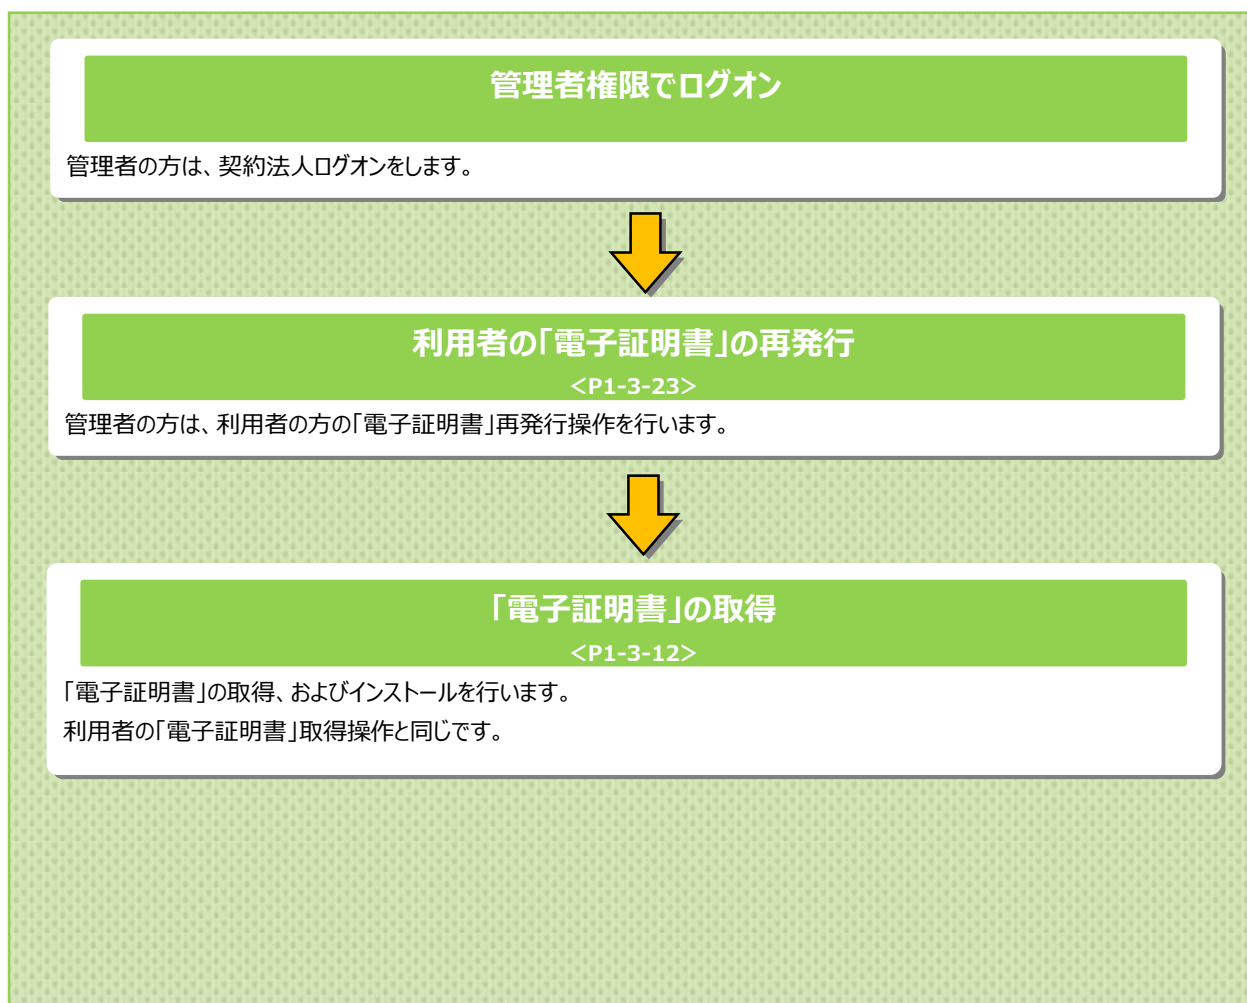 管理者権限でログオン
管理者の方は、契約法人ログオンをします。
利用者の「電子証明書」の再発行
<P1-3-23>
管理者の方は、利用者の方の「電子証明書」再発行操作を行います。
「電子証明書」の取得
<P1-3-12>
「電子証明書」の取得、およびインストールを行います。
利用者の「電子証明書」取得操作と同じです。